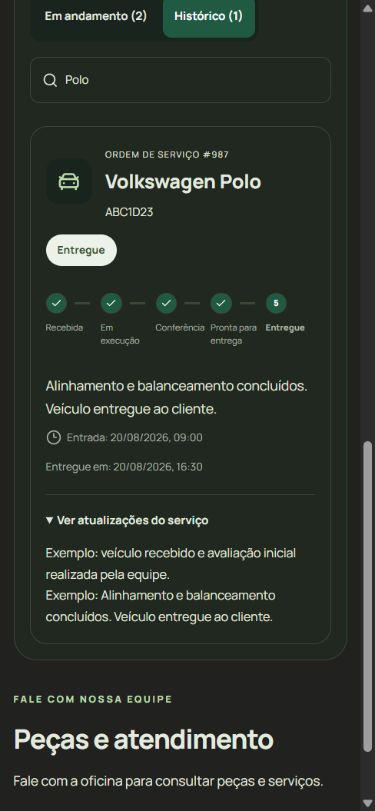 Em andamento (2) Histórico (1)
Polo
ORDEM DE SERVIÇO #987
Volkswagen Polo
ABC1D23
Entregue
5
Recebida Em execução Conferência Pronta para entrega Entregue
Alinhamento e balanceamento concluídos.
Veículo entregue ao cliente.
Entrada: 20/08/2026, 09:00
Entregue em: 20/08/2026, 16:30
▼ Ver atualizações do serviço
Exemplo: veículo recebido e avaliação inicial
realizada pela equipe.
Exemplo: Alinhamento e balanceamento
concluídos. Veículo entregue ao cliente.
FALE COM NOSSA EQUIPE
Peças e atendimento
Fale com a oficina para consultar peças e serviços.